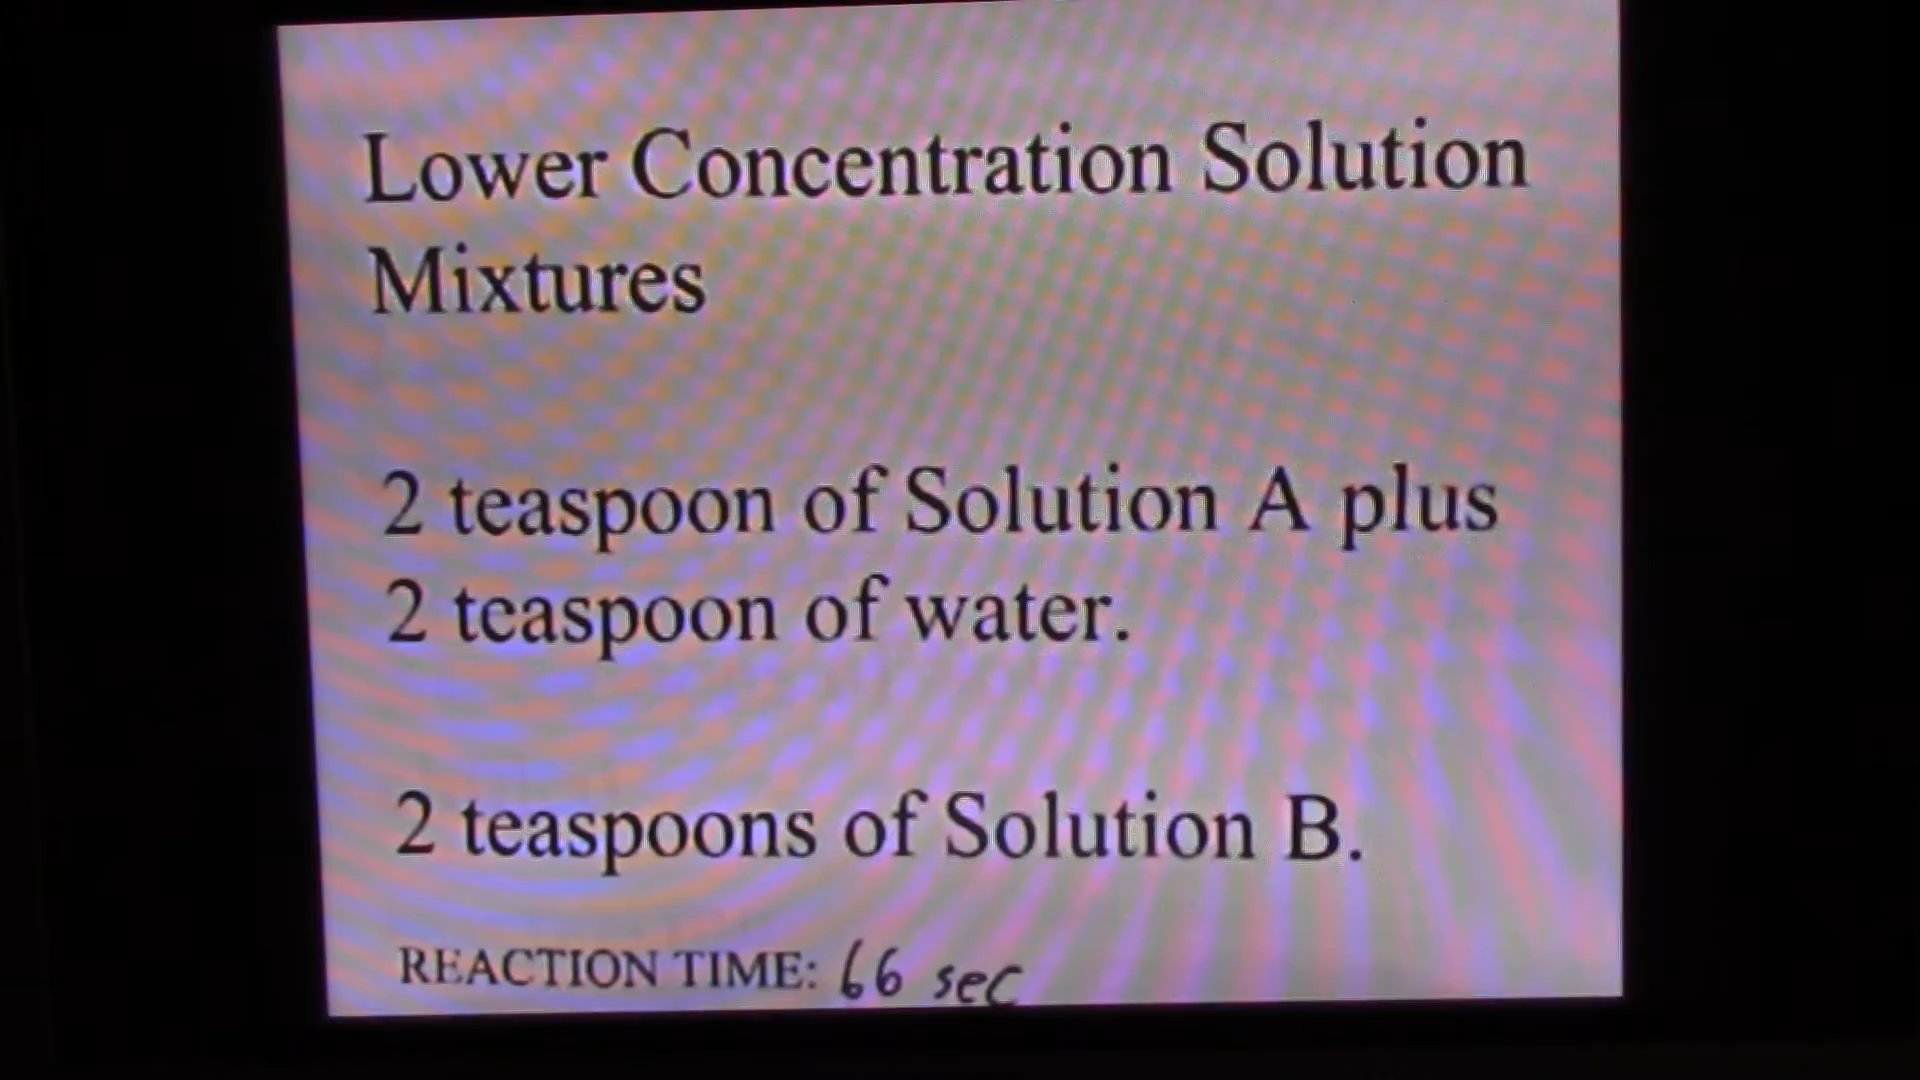 Lower Concentration Solution
Mixtures
2 teaspoon of Solution A plus
2 teaspoon of water.
2 teaspoons of Solution B.
REACTION TIME: 66 sec